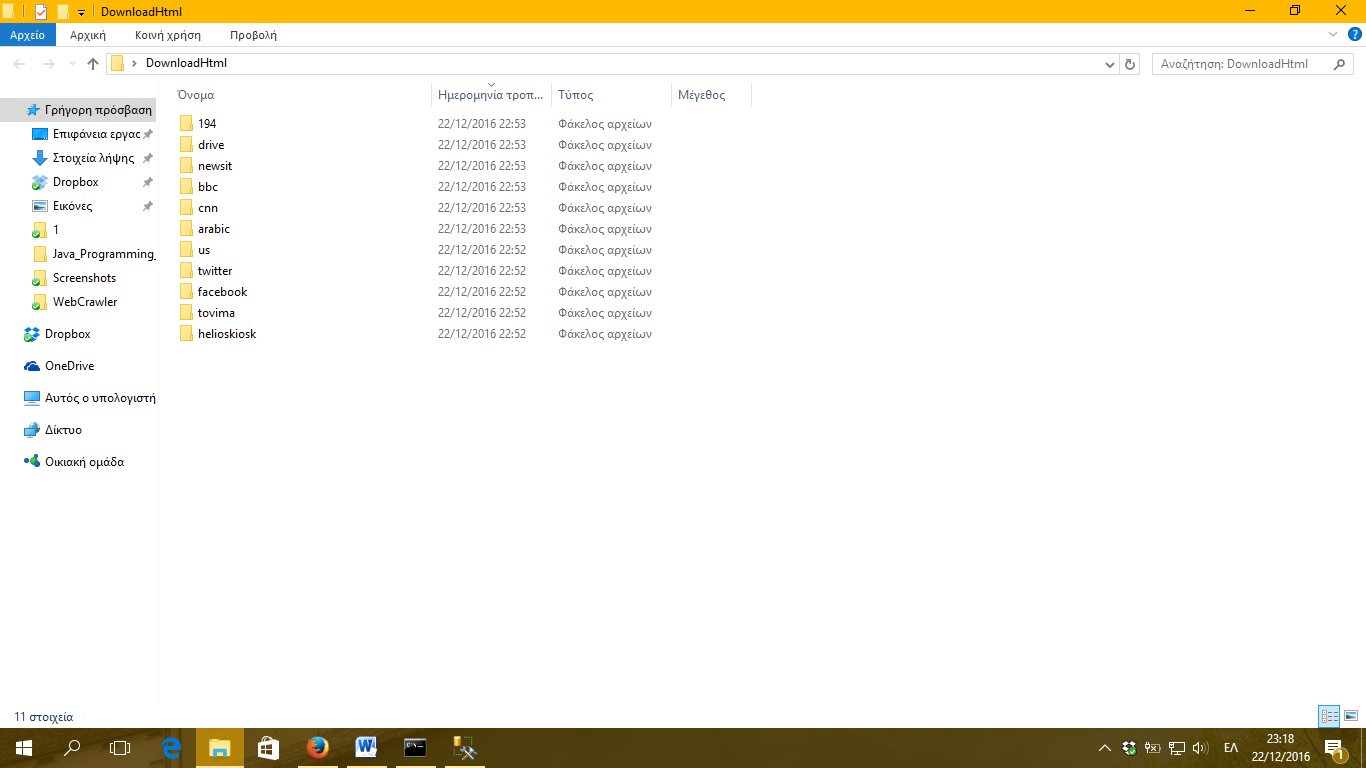 DownloadHtml
Αρχείο Αρχική Κοινή χρήση Προβολή
DownloadHtml
Αναζήτηση: DownloadHtml
Γρήγορη πρόσβαση
Επιφάνεια εργας
Στοιχεία λήψης
Dropbox
Εικόνες
1
Java_Programming_
Screenshots
WebCrawler
Dropbox
OneDrive
Αυτός ο υπολογιστή
Δίκτυο
Οικιακή ομάδα
Όνομα Ημερομηνία τροπ... Τύπος Μέγεθος
194 22/12/2016 22:53 Φάκελος αρχείων
drive 22/12/2016 22:53 Φάκελος αρχείων
newsit 22/12/2016 22:53 Φάκελος αρχείων
bbc 22/12/2016 22:53 Φάκελος αρχείων
cnn 22/12/2016 22:53 Φάκελος αρχείων
arabic 22/12/2016 22:53 Φάκελος αρχείων
us 22/12/2016 22:52 Φάκελος αρχείων
twitter 22/12/2016 22:52 Φάκελος αρχείων
facebook 22/12/2016 22:52 Φάκελος αρχείων
tovima 22/12/2016 22:52 Φάκελος αρχείων
helioskiosk 22/12/2016 22:52 Φάκελος αρχείων
11 στοιχεία
ΕΛ
23:18
22/12/2016
1